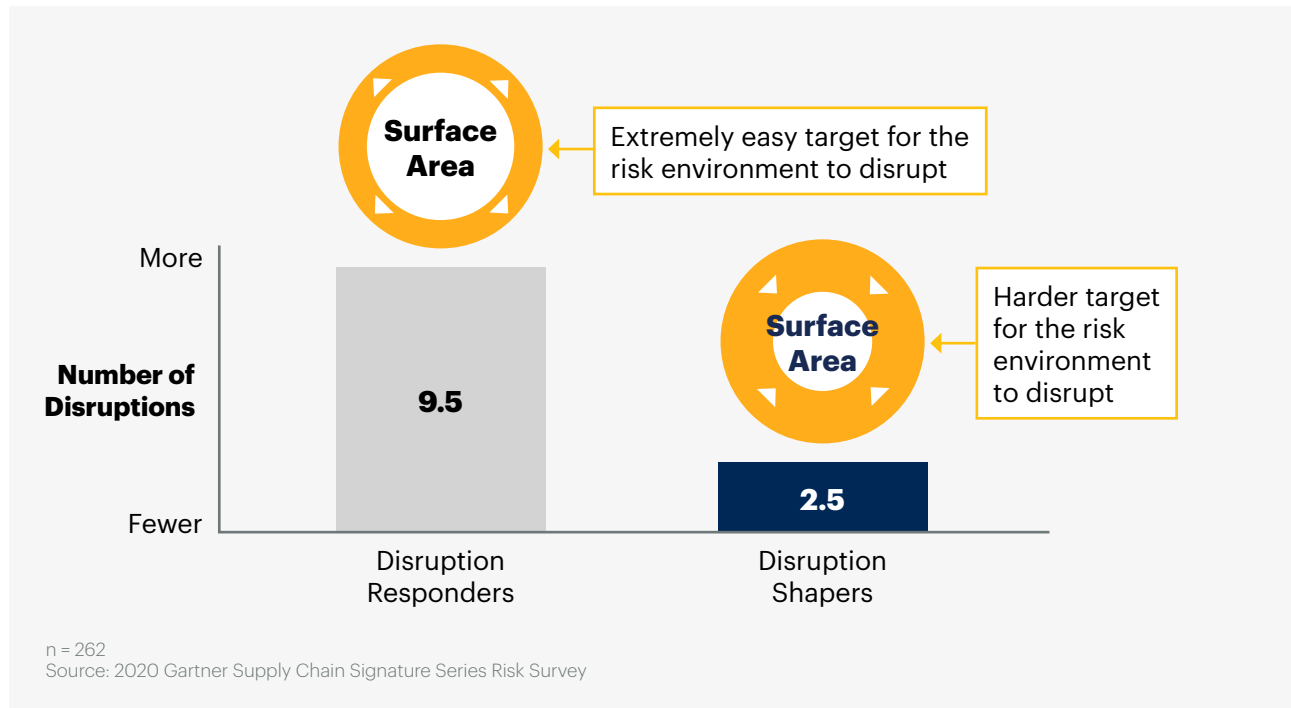 Surface
Area
Extremely easy target for the
risk environment to disrupt
More
Surface
Area
Harder target
for the risk
environment
to disrupt
Number of
Disruptions
9.5
2.5
Fewer
Disruption
Responders
Disruption
Shapers
n = 262
Source: 2020 Gartner Supply Chain Signature Series Risk Survey